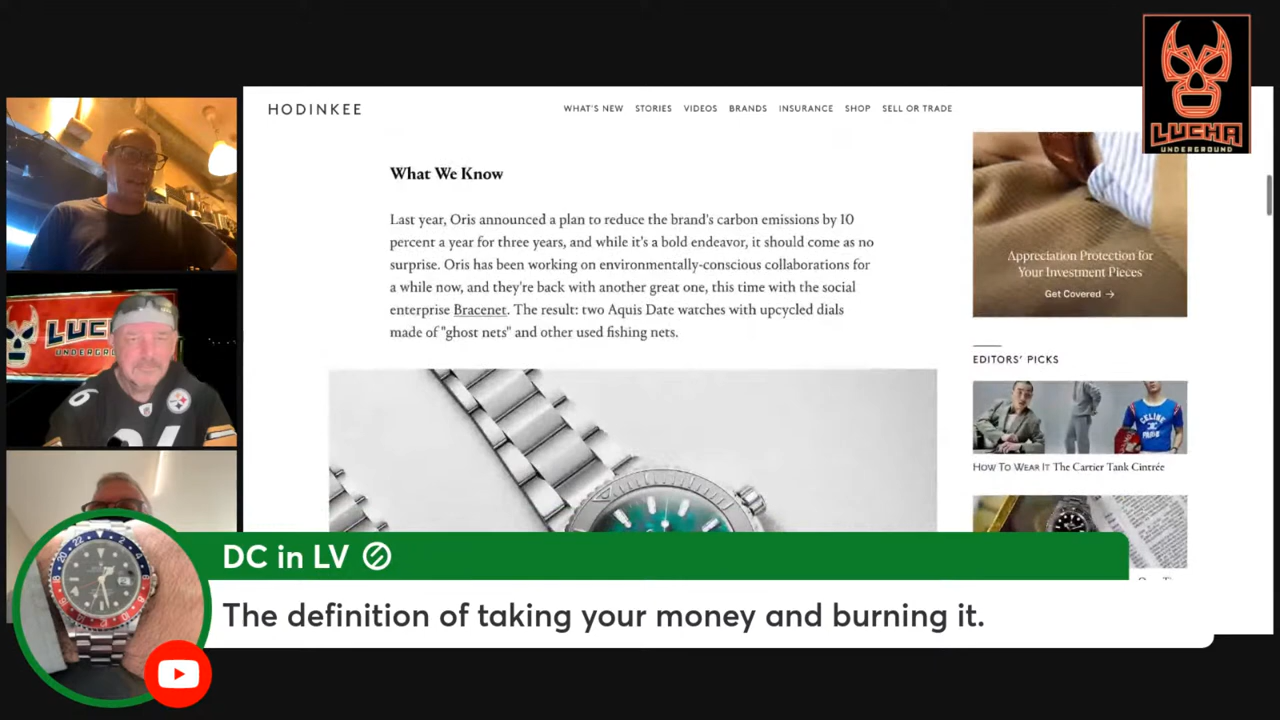 HODINKEE
WHAT'S NEW STORIES VIDEOS BRANDS INSURANCE SHOP SELL OR TRADE
LUCHA
UNDERGROUND
What We Know
Last year, Oris announced a plan to reduce the brand's carbon emissions by 10
percent a year for three years, and while it's a bold endeavor, it should come as no
surprise. Oris has been working on environmentally-conscious collaborations for
a while now, and they're back with another great one, this time with the social
enterprise Bracenet. The result: two Aquis Date watches with upcycled dials
made of "ghost nets" and other used fishing nets.
Appreciation Protection for
Your Investment Pieces
Get Covered →
EDITORS' PICKS
CELINE
PARIS
HOW TO WEAR IT The Cartier Tank Cintrée
LUC
UNDERGROUND
DC in LV
The definition of taking your money and burning it.